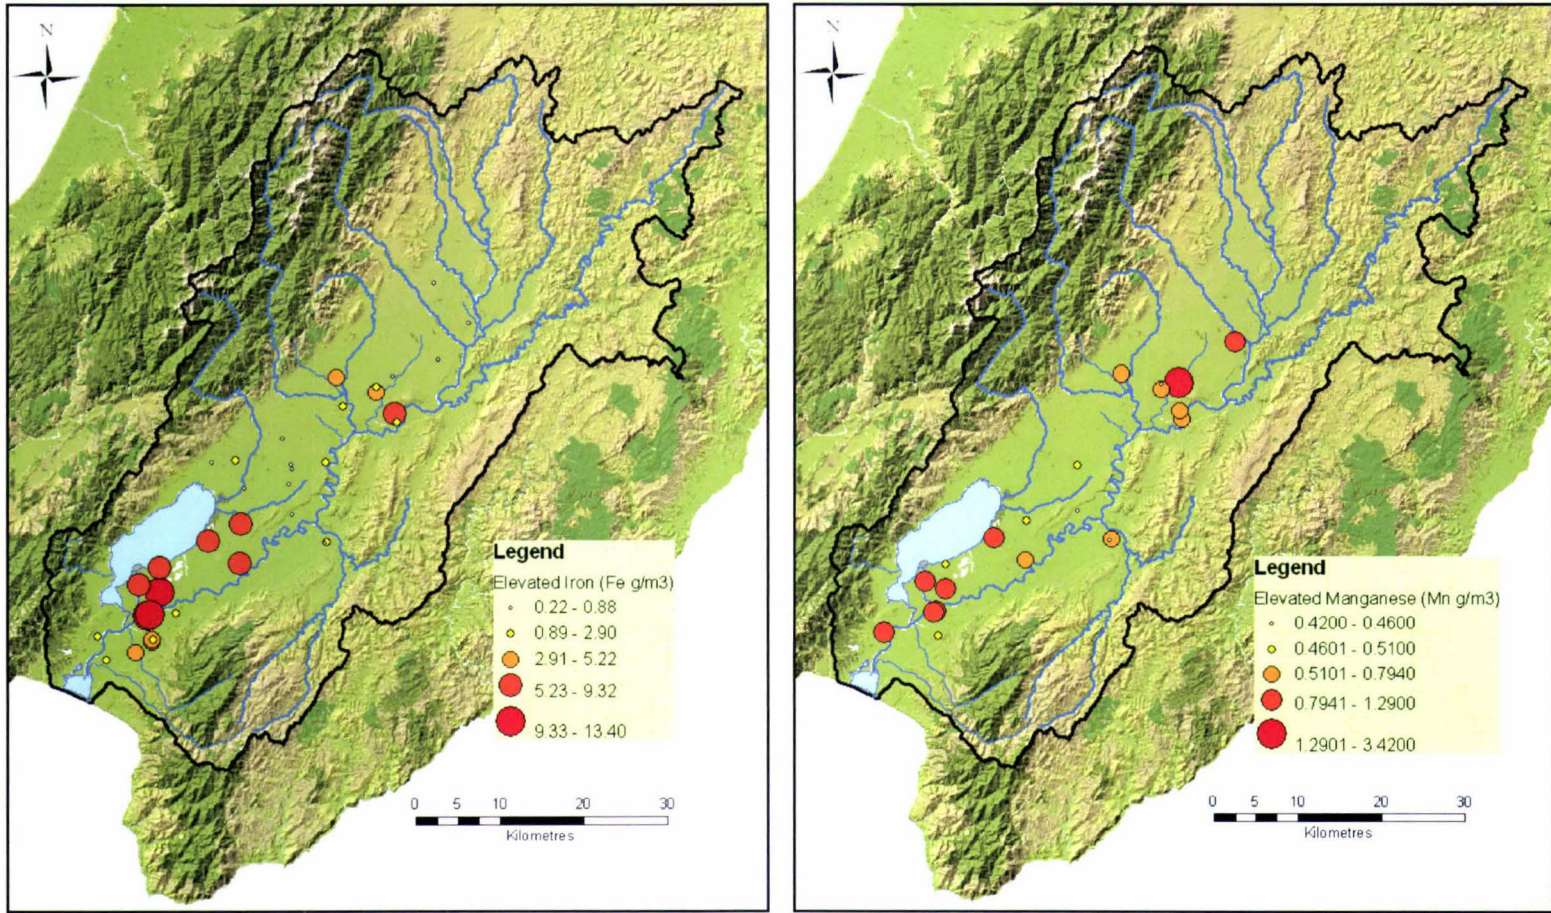 N
Legend
Elevated Iron (Fe g/m3)
0.22 - 0.88
0.89 - 2.90
2.91 - 5.22
5.23 - 9.32
9.33 - 13.40
0 5 10 20 30
Kilometres
N
Legend
Elevated Manganese (Mn g/m3)
0.4200 - 0.4600
0.4601 - 0.5100
0.5101 - 0.7940
0.7941 - 1.2900
1.2901 - 3.4200
0 5 10 20 30
Kilometres